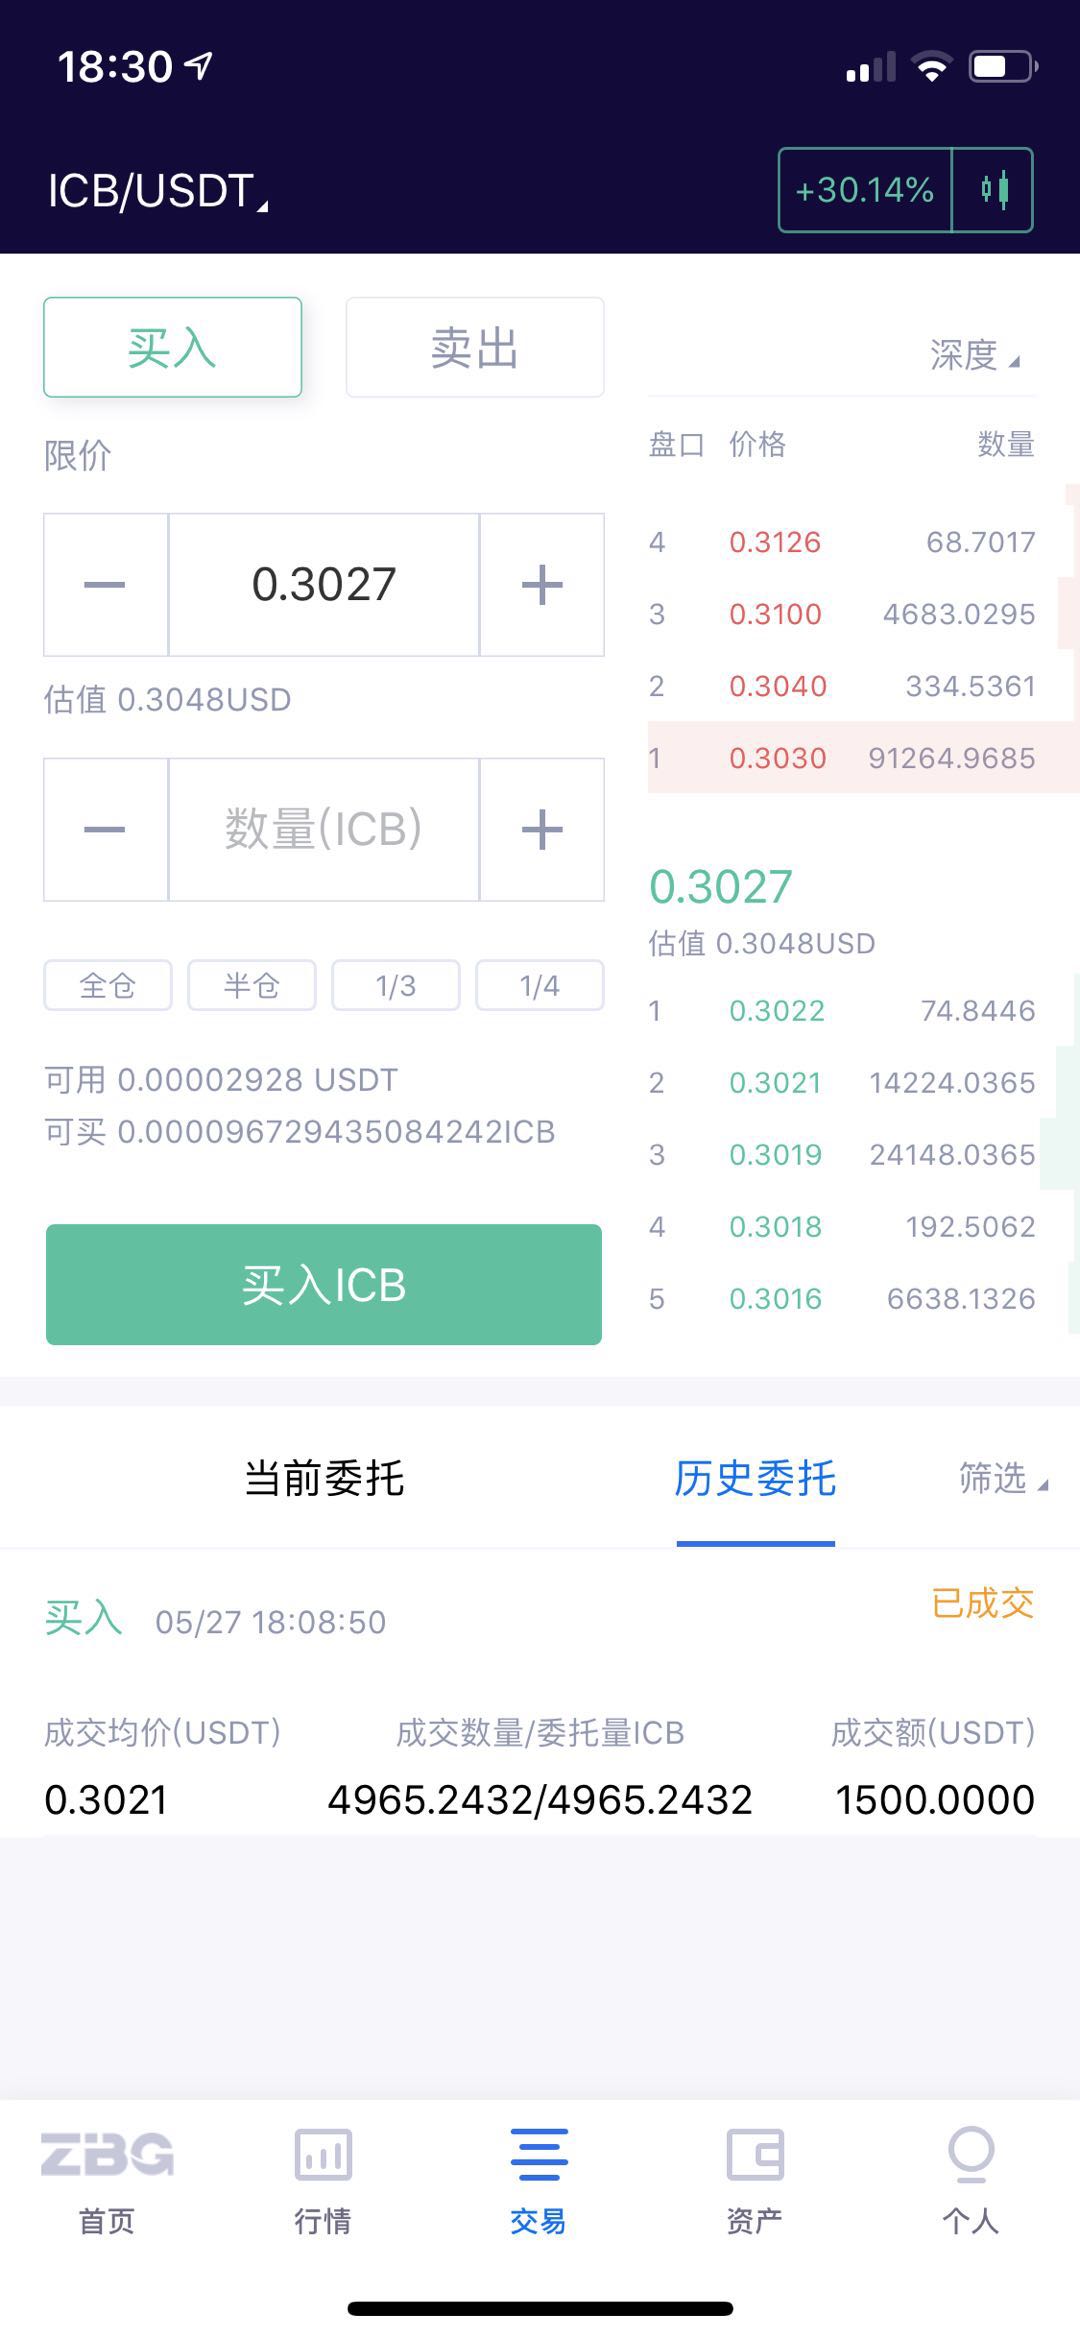 18:30
ICB/USDT
+30.14%
买入
卖出
深度
限价
盘口 价格 数量
0.3027
估值 0.3048USD
数量(ICB)
全仓 半仓 1/3 1/4
可用 0.00002928 USDT
可买 0.000096729435084242ICB
买入ICB
4 0.3126 68.7017
3 0.3100 4683.0295
2 0.3040 334.5361
1 0.3030 91264.9685
0.3027
估值 0.3048USD
1 0.3022 74.8446
2 0.3021 14224.0365
3 0.3019 24148.0365
4 0.3018 192.5062
5 0.3016 6638.1326
当前委托 历史委托 筛选
买入 05/27 18:08:50 已成交
成交均价(USDT) 成交数量/委托量ICB 成交额(USDT)
0.3021 4965.2432/4965.2432 1500.0000
ZBG
首页 行情 交易 资产 个人